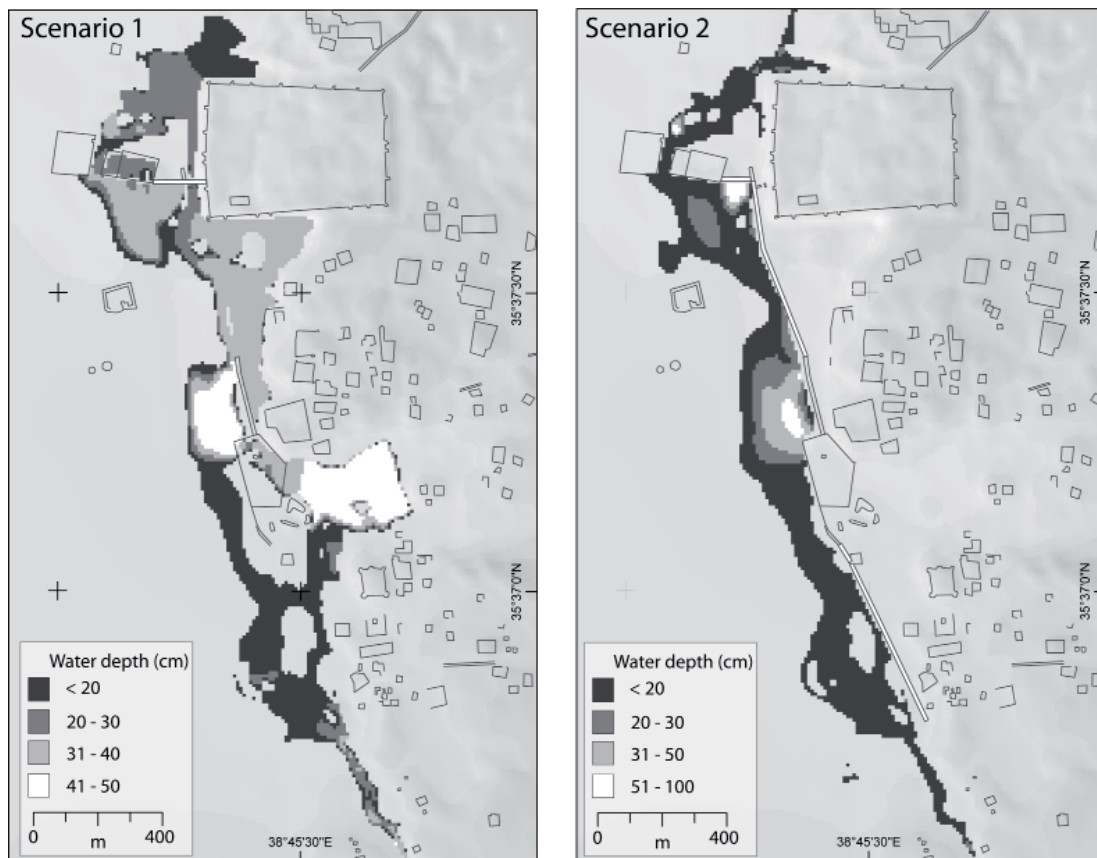 Scenario 1
35°37'30"N
35°37'0"N
Water depth (cm)
< 20
20 - 30
31 - 40
41 - 50
0 400
m
38°45'30"E
Scenario 2
35°37'30"N
35°37'0"N
Water depth (cm)
< 20
20 - 30
31 - 50
51 - 100
0 400
m
38°45'30"E